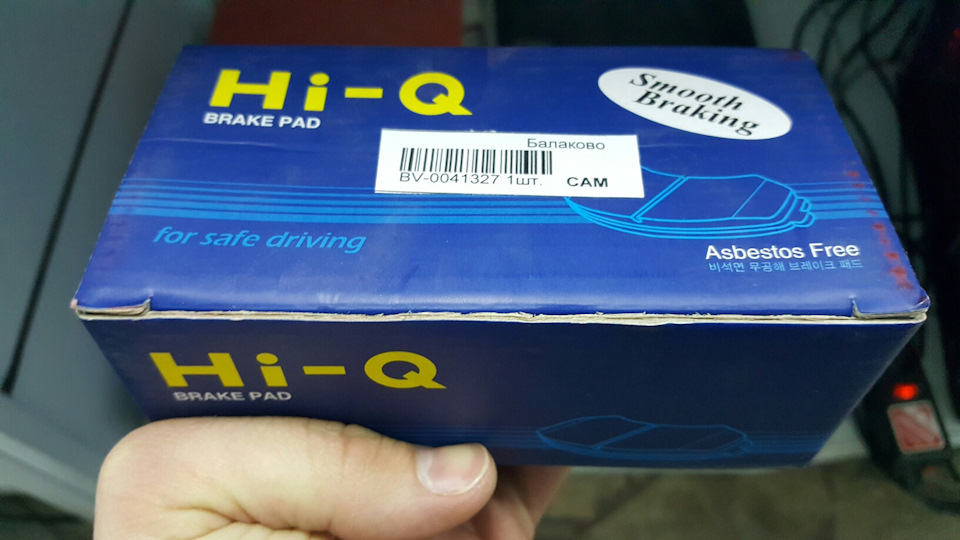 Hi-Q
BRAKE PAD
Smooth
Braking
Балаково
BV-0041327 1шт. САМ
for safe driving
Asbestos Free
비석면 무공해 브레이크 패드
Hi-Q
BRAKE PAD